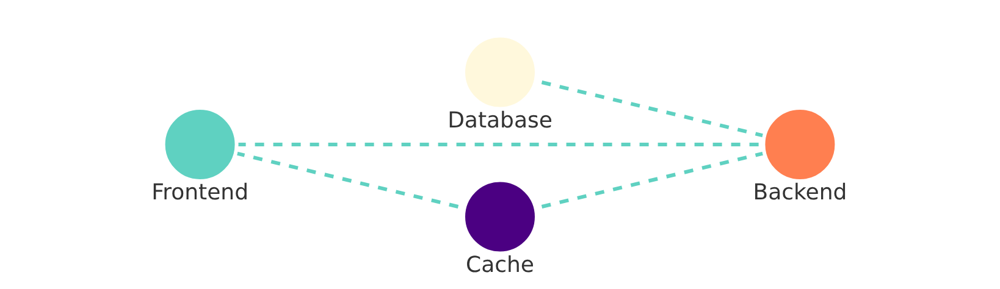 Database
Frontend
Backend
Cache